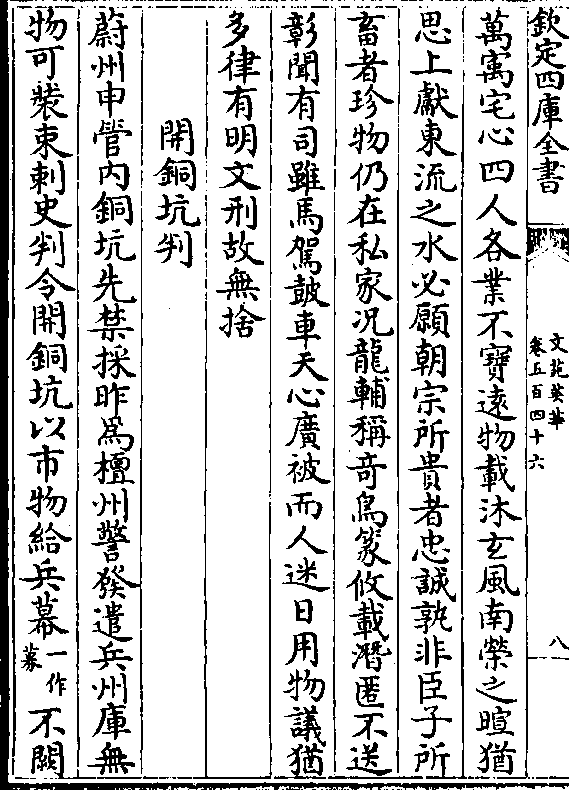 欽定四庫全書
文苑英華
卷五百四十六
八
萬㝢宅心四人各業不寶遠物載沐玄風南榮之暄猶
思上獻東流之水必願朝宗所貴者忠誠孰非臣子所
畜者珍物仍在私家况龍輔稱竒鳥篆攸載潛匿不送
彰聞有司雖馬駕鼓車天心廣被而人迷日用物議猶
多律有明文刑故無捨
開銅坑判
蔚州申管内銅坑先禁採昨為檀州警發遣兵州庫無
物可裝束刺史判令開銅坑以市物給兵幕一作募不闕